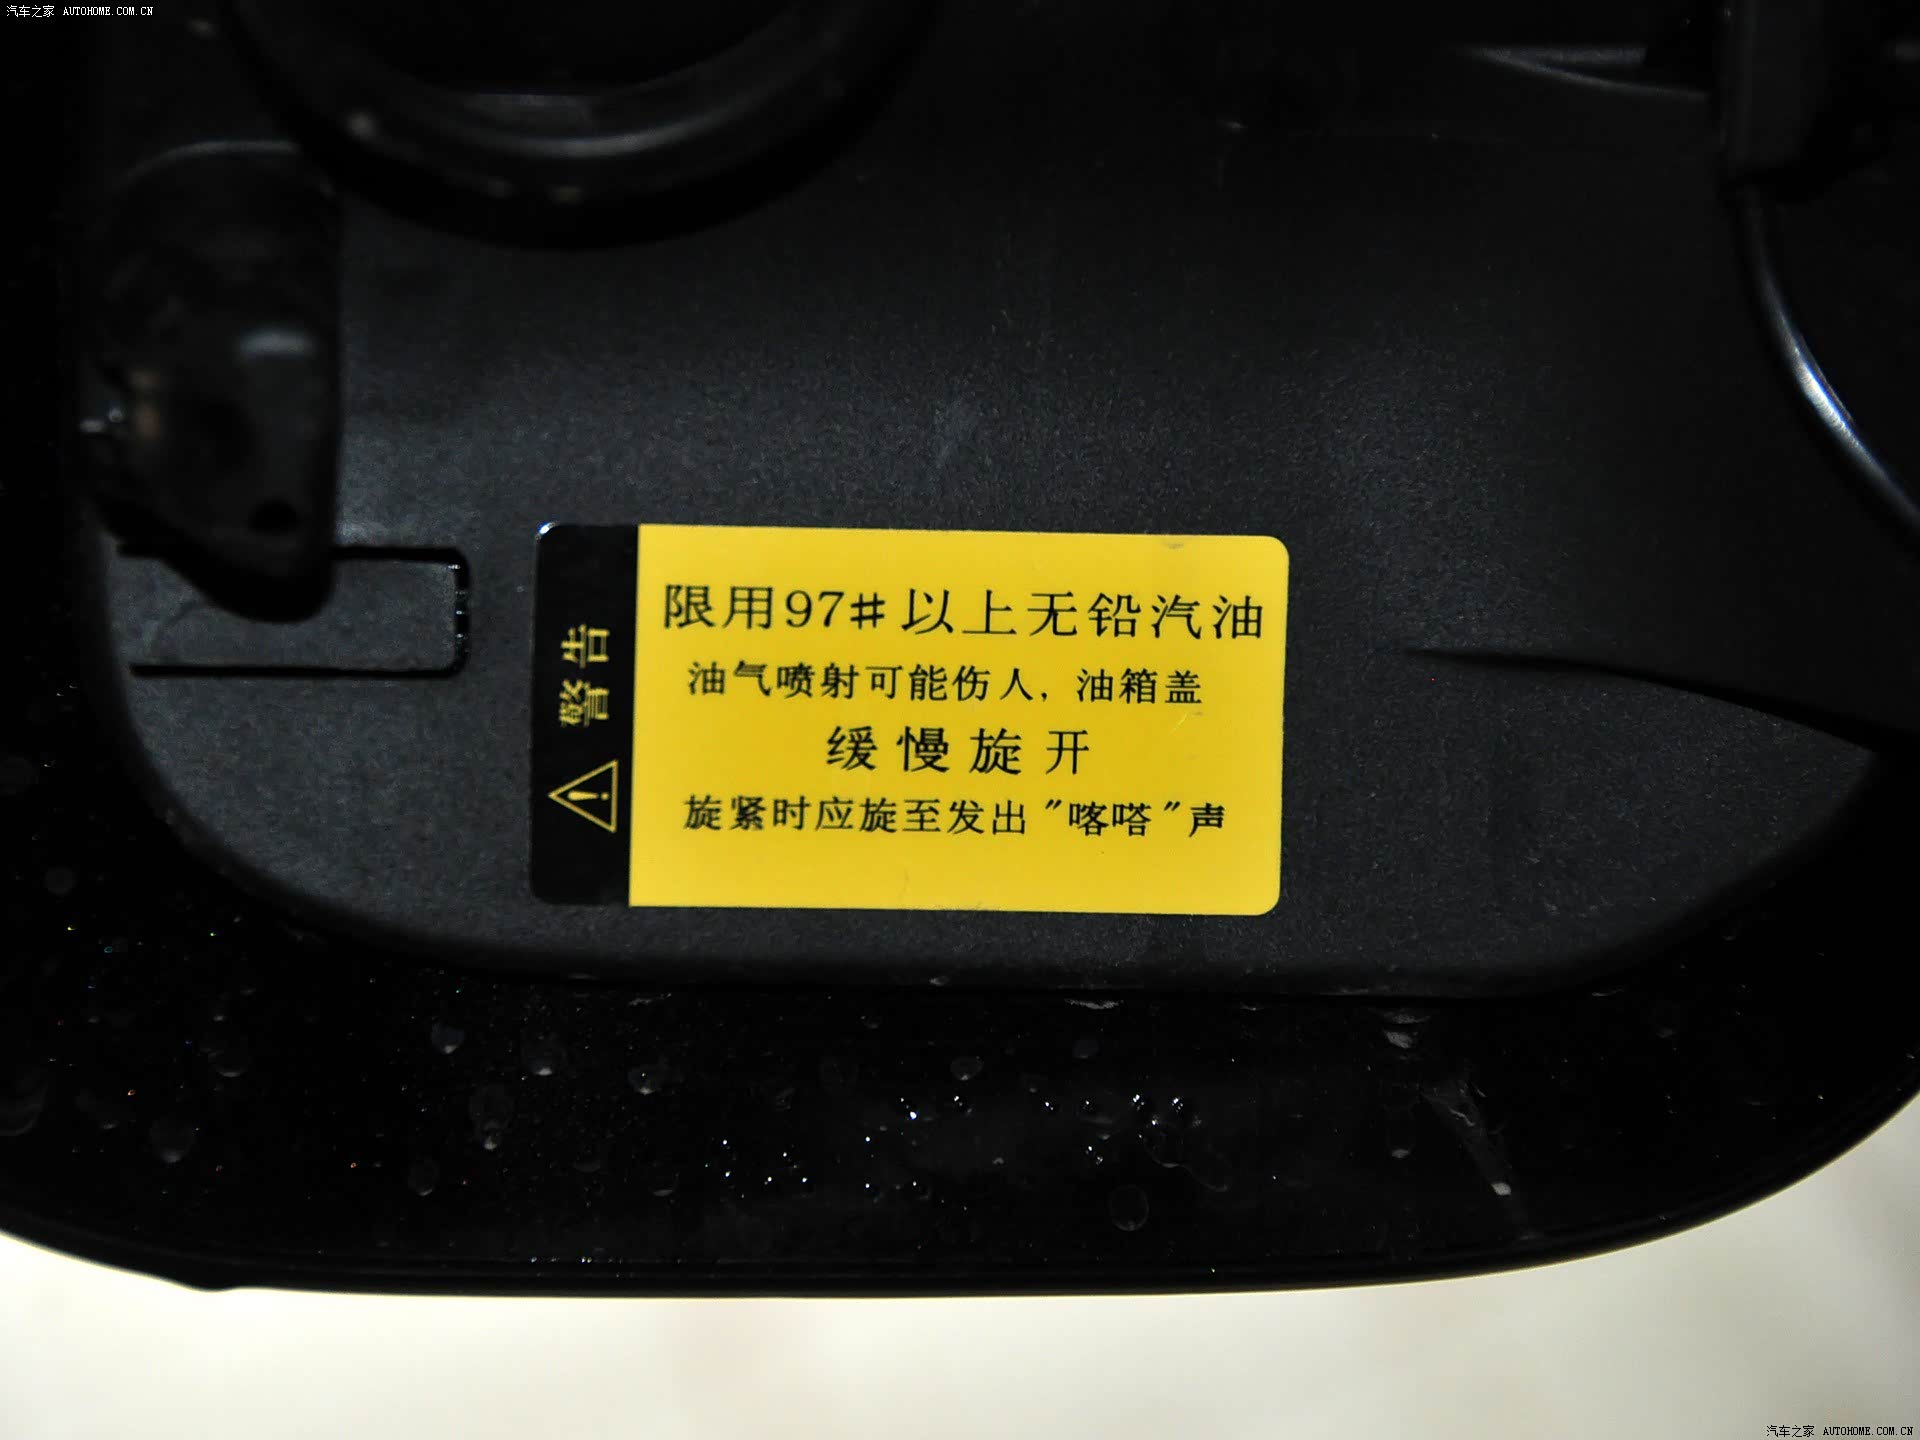 汽车之家 AUTOHOME.COM.CN
警告
限用97#以上无铅汽油
油气喷射可能伤人，油箱盖
缓慢旋开
旋紧时应旋至发出"喀嗒"声
汽车之家 AUTOHOME.COM.CN